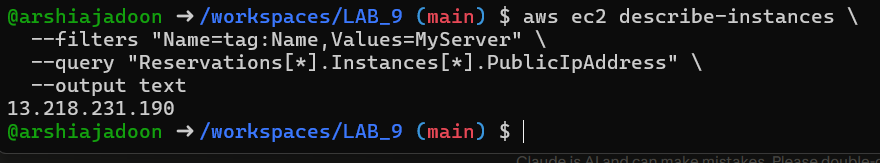 @arshiajadoon ➜ /workspaces/LAB_9 (main) $ aws ec2 describe-instances \
  --filters "Name=tag:Name,Values=MyServer" \
  --query "Reservations[*].Instances[*].PublicIpAddress" \
  --output text
13.218.231.190
@arshiajadoon ➜ /workspaces/LAB_9 (main) $
Claude is AI and can make mistakes. Please double-